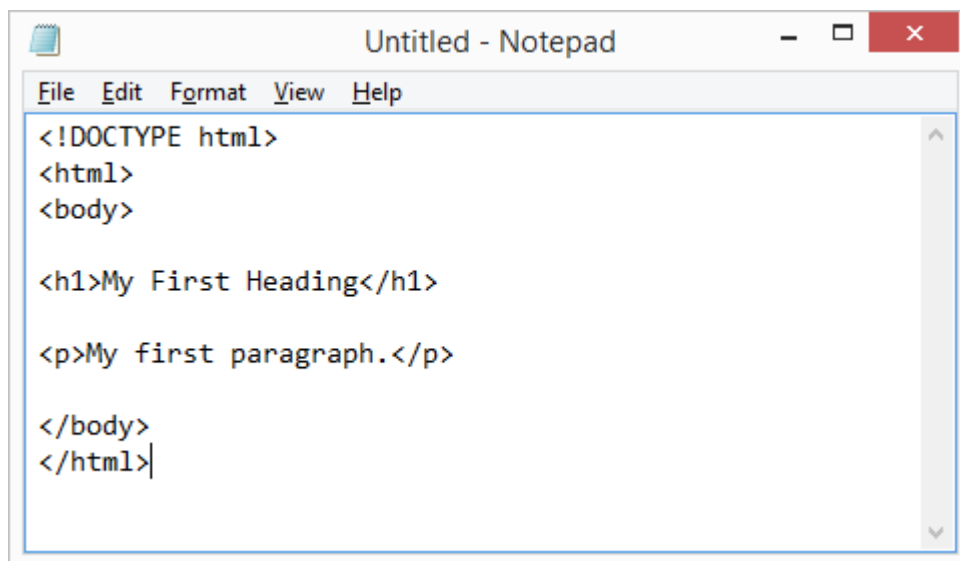 Untitled - Notepad
File Edit Format View Help
<!DOCTYPE html>
<html>
<body>
<h1>My First Heading</h1>
<p>My first paragraph.</p>
</body>
</html>